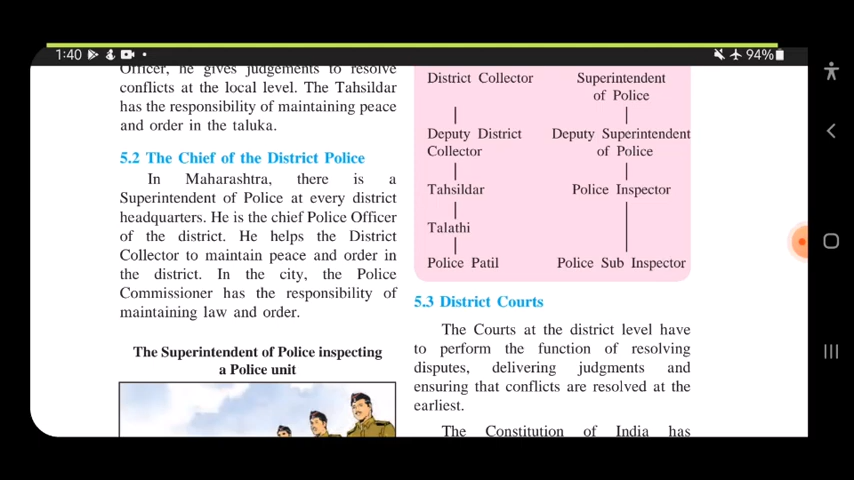 1:40
94%
Officer, he gives judgements to resolve
conflicts at the local level. The Tahsildar
has the responsibility of maintaining peace
and order in the taluka.
5.2 The Chief of the District Police
In Maharashtra, there is a
Superintendent of Police at every district
headquarters. He is the chief Police Officer
of the district. He helps the District
Collector to maintain peace and order in
the district. In the city, the Police
Commissioner has the responsibility of
maintaining law and order.
The Superintendent of Police inspecting
a Police unit
District Collector
Deputy District
Collector
Tahsildar
Talathi
Police Patil
Superintendent
of Police
Deputy Superintendent
of Police
Police Inspector
Police Sub Inspector
5.3 District Courts
The Courts at the district level have
to perform the function of resolving
disputes, delivering judgments and
ensuring that conflicts are resolved at the
earliest.
The Constitution of India has